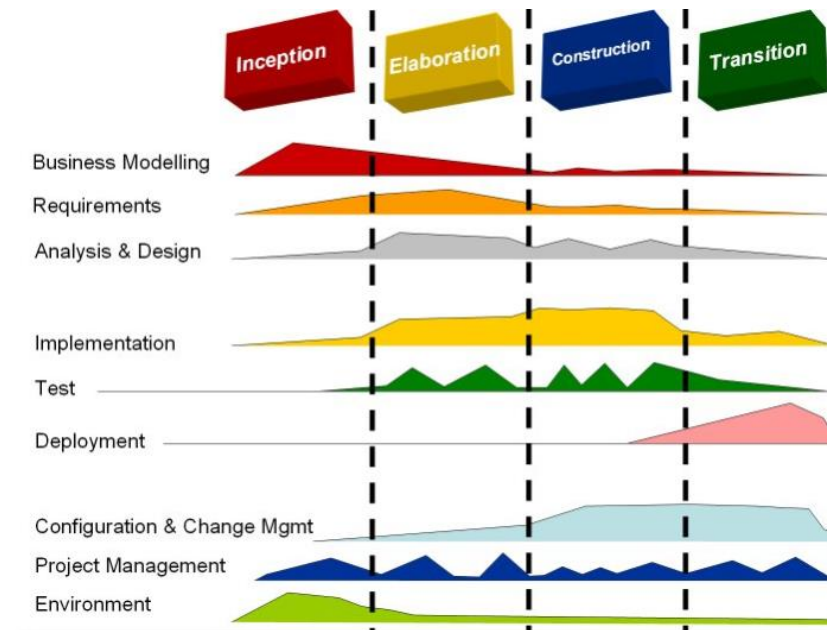 Inception
Elaboration
Construction
Transition
Business Modelling
Requirements
Analysis & Design
Implementation
Test
Deployment
Configuration & Change Mgmt
Project Management
Environment